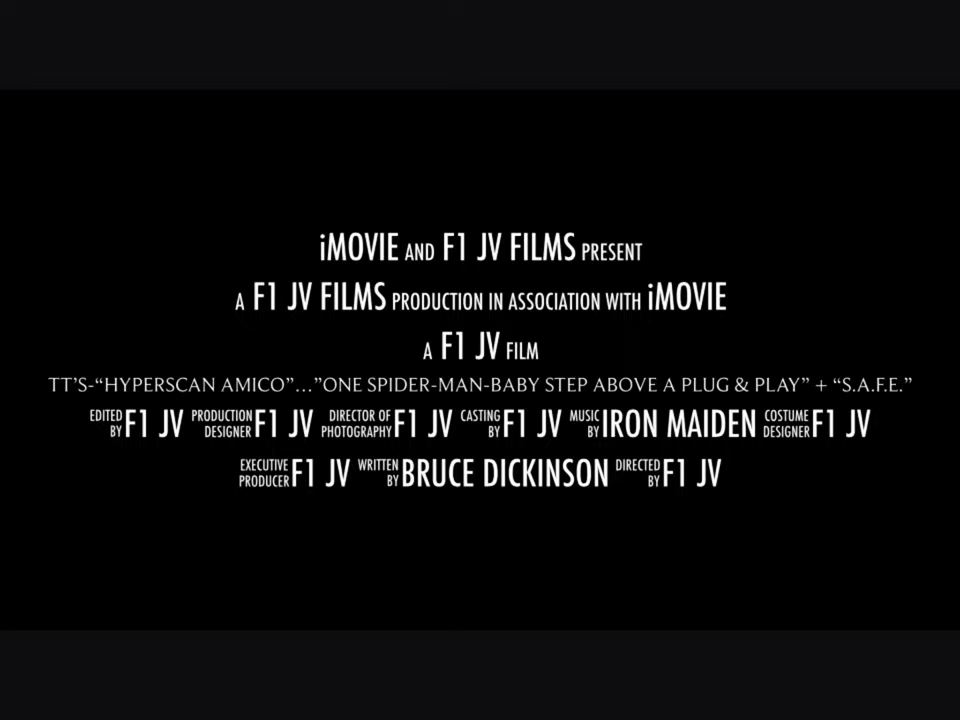 iMOVIE AND F1 JV FILMS PRESENT
A F1 JV FILMS PRODUCTION IN ASSOCIATION WITH iMOVIE
A F1 JV FILM
TT'S-“HYPERSCAN AMICO”...”ONE SPIDER-MAN-BABY STEP ABOVE A PLUG & PLAY” + “S.A.F.E.”
EDITED BY F1 JV PRODUCTION DESIGNER F1 JV DIRECTOR OF PHOTOGRAPHY F1 JV CASTING BY F1 JV MUSIC BY IRON MAIDEN COSTUME DESIGNER F1 JV
EXECUTIVE PRODUCER F1 JV WRITTEN BY BRUCE DICKINSON DIRECTED BY F1 JV